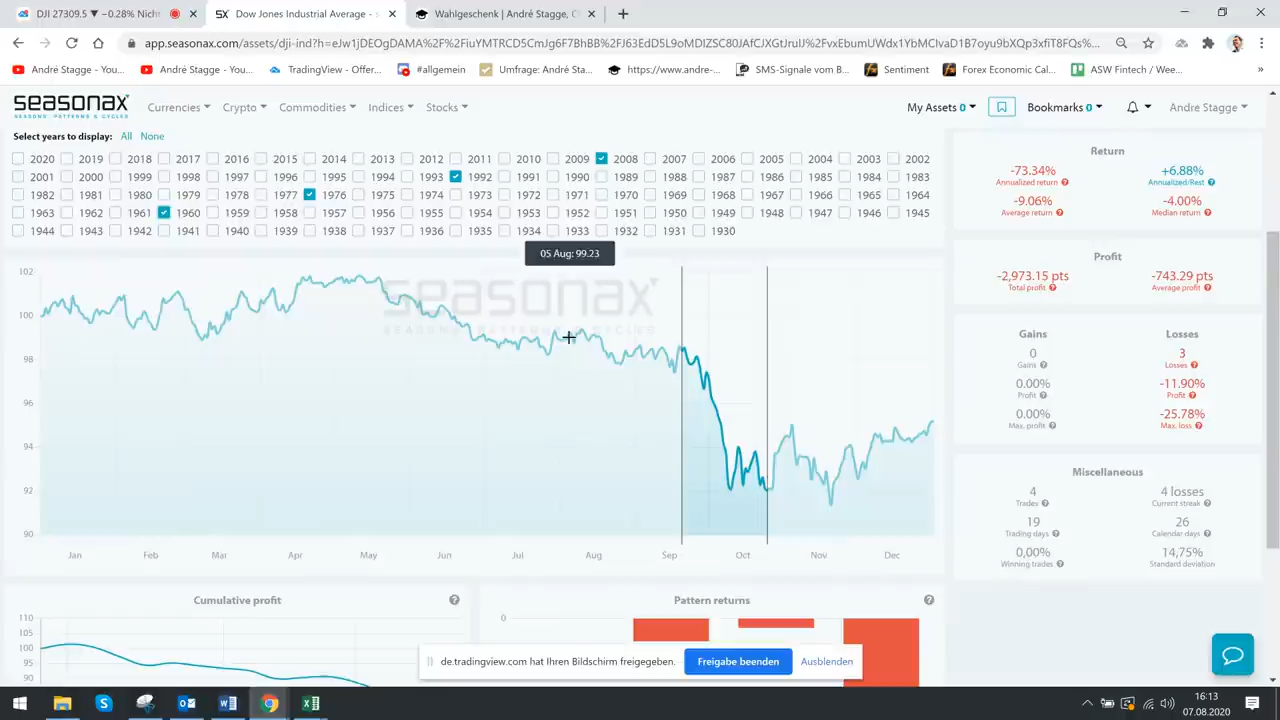 DJI 27309.5 ▼ −0.28% Nicht
Dow Jones Industrial Average - s
Wahlgeschenk | André Stagge, C
app.seasonax.com/assets/dji-ind?h=
André Stagge - You...
André Stagge - You...
TradingView - Offer...
#allgemein
Umfrage: André Sta...
https://www.andre-...
SMS-Signale vom B...
Sentiment
Forex Economic Cal...
ASW Fintech / Wee...
»
seasonax
SEASONS, PATTERNS & CYCLES
Currencies Crypto Commodities Indices Stocks
My Assets 0 Bookmarks 0 Andre Stagge
Select years to display: All None
2020 2019 2018 2017 2016 2015 2014 2013 2012 2011 2010 2009 2008 2007 2006 2005 2004 2003 2002
2001 2000 1999 1998 1997 1996 1995 1994 1993 1992 1991 1990 1989 1988 1987 1986 1985 1984 1983
1982 1981 1980 1979 1978 1977 1976 1975 1974 1973 1972 1971 1970 1969 1968 1967 1966 1965 1964
1963 1962 1961 1960 1959 1958 1957 1956 1955 1954 1953 1952 1951 1950 1949 1948 1947 1946 1945
1944 1943 1942 1941 1940 1939 1938 1937 1936 1935 1934 1933 1932 1931 1930
05 Aug: 99.23
seasonax
SEASONS, PATTERNS & CYCLES
102
100
98
96
94
92
90
Jan Feb Mar Apr May Jun Jul Aug Sep Oct Nov Dec
Return
-73.34% +6.88%
Annualized return Annualized/Rest
-9.06% -4.00%
Average return Median return
Profit
-2,973.15 pts -743.29 pts
Total profit Average profit
Gains Losses
0 3
Gains Losses
0.00% -11.90%
Profit Profit
0.00% -25.78%
Max. profit Max. loss
Miscellaneous
4 4 losses
Trades Current streak
19 26
Trading days Calendar days
0,00% 14,75%
Winning trades Standard deviation
Cumulative profit
110
105
100
95
90
Pattern returns
0
de.tradingview.com hat Ihren Bildschirm freigegeben.
Freigabe beenden
Ausblenden
16:13
07.08.2020